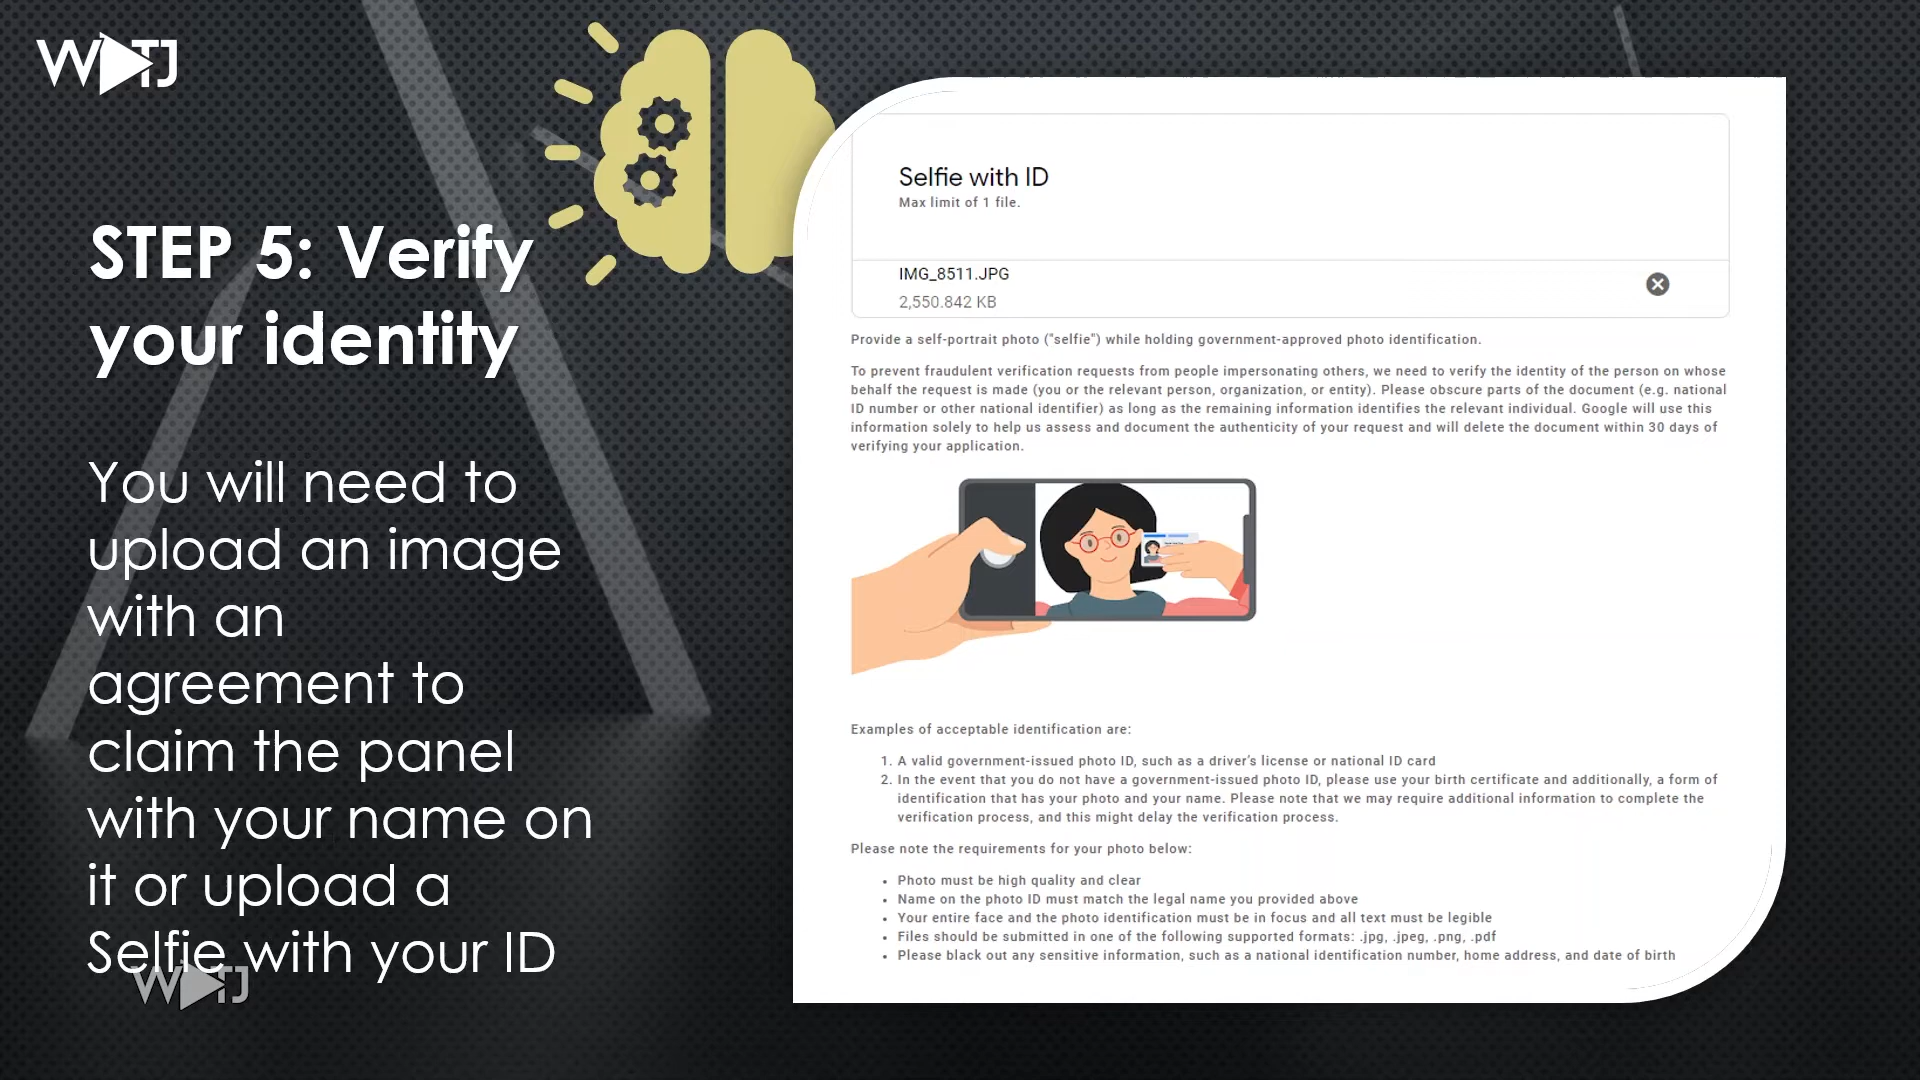 STEP 5: Verify
your identity
You will need to
upload an image
with an
agreement to
claim the panel
with your name on
it or upload a
Selfie with your ID
Selfie with ID
Max limit of 1 file.
IMG_8511.JPG
2,550.842 KB
Provide a self-portrait photo ("selfie") while holding government-approved photo identification.
To prevent fraudulent verification requests from people impersonating others, we need to verify the identity of the person on whose
behalf the request is made (you or the relevant person, organization, or entity). Please obscure parts of the document (e.g. national
ID number or other national identifier) as long as the remaining information identifies the relevant individual. Google will use this
information solely to help us assess and document the authenticity of your request and will delete the document within 30 days of
verifying your application.
Examples of acceptable identification are:
1. A valid government-issued photo ID, such as a driver's license or national ID card
2. In the event that you do not have a government-issued photo ID, please use your birth certificate and additionally, a form of
identification that has your photo and your name. Please note that we may require additional information to complete the
verification process, and this might delay the verification process.
Please note the requirements for your photo below:
• Photo must be high quality and clear
• Name on the photo ID must match the legal name you provided above
• Your entire face and the photo identification must be in focus and all text must be legible
• Files should be submitted in one of the following supported formats: .jpg, .jpeg, .png, .pdf
• Please black out any sensitive information, such as a national identification number, home address, and date of birth